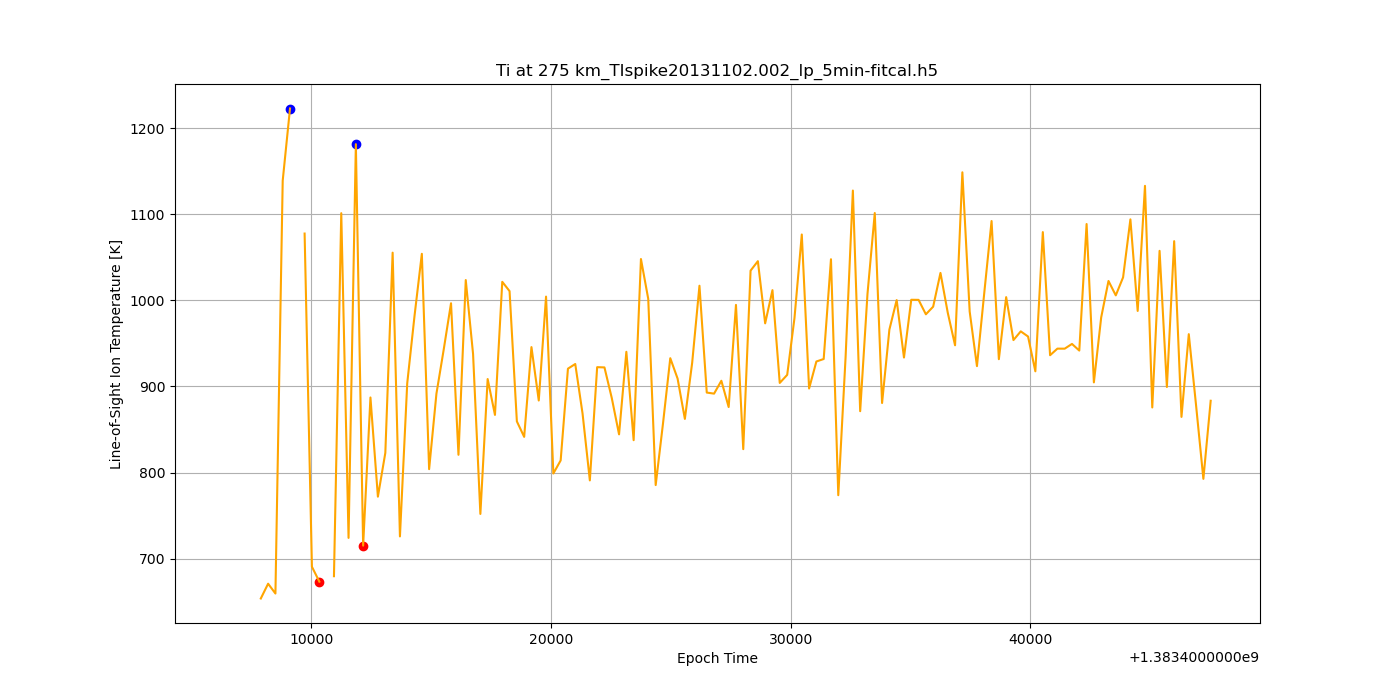 Ti at 275 km_TIspike20131102.002_lp_5min-fitcal.h5
Line-of-Sight Ion Temperature [K]
1200
1100
1000
900
800
700
10000 20000 30000 40000
Epoch Time
+1.3834000000e9